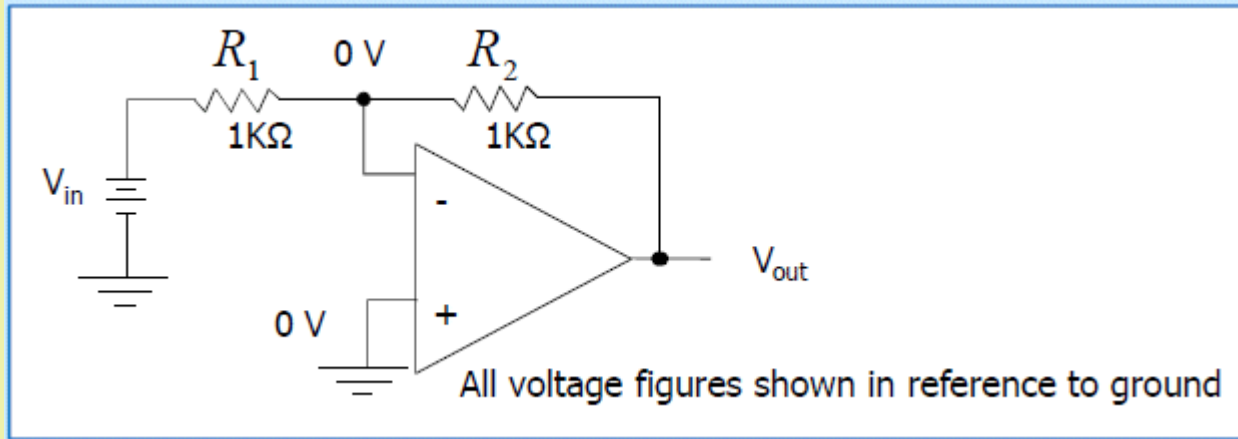 R₁ 0 V R₂
1KΩ 1KΩ
Vin
-
Vout
0 V +
All voltage figures shown in reference to ground